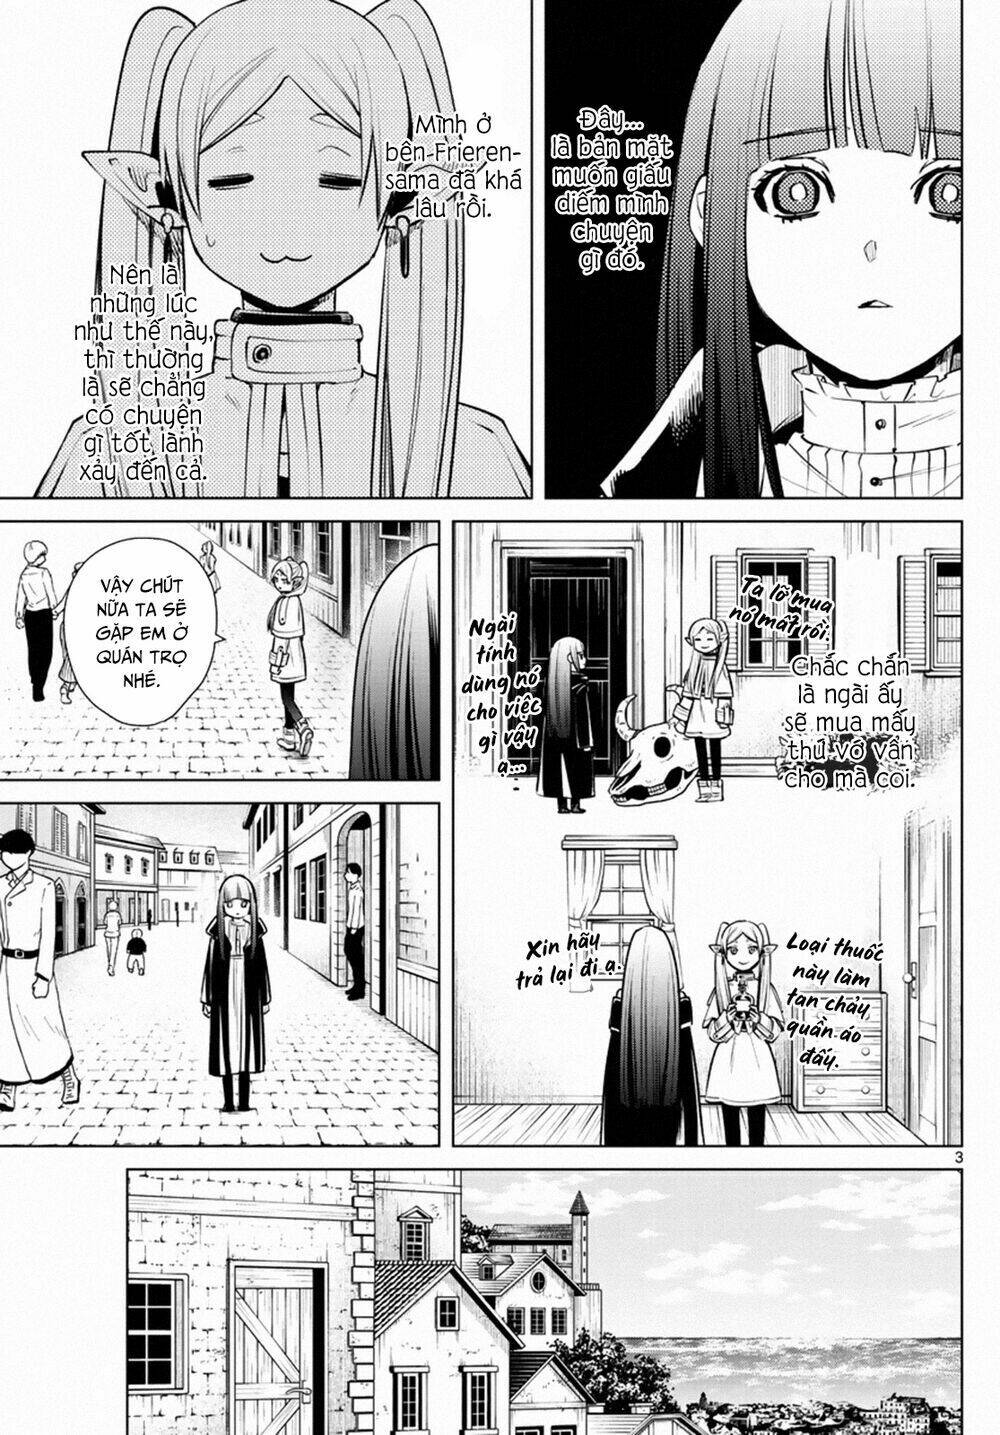 Đây...
là bản mặt
muốn giấu
diếm mình
chuyện
gì đó.
Mình ở
bên Frieren-
sama đã khá
lâu rồi.
Nên là
những lúc
như thế này,
thì thường
là sẽ chẳng
có chuyện
gì tốt lành
xảy đến cả.
Ta lỡ mua
nó mất rồi.
Ngài
tính
dùng nó
cho việc
gì vậy
ạ...
Chắc chắn
là ngài ấy
sẽ mua mấy
thứ vớ vẩn
cho mà coi.
Loại thuốc
này làm
tan chảy
quần áo
đấy.
Xin hãy
trả lại đi ạ.
VẬY CHÚT
NỮA TA SẼ
GẶP EM Ở
QUÁN TRỌ
NHÉ.
3